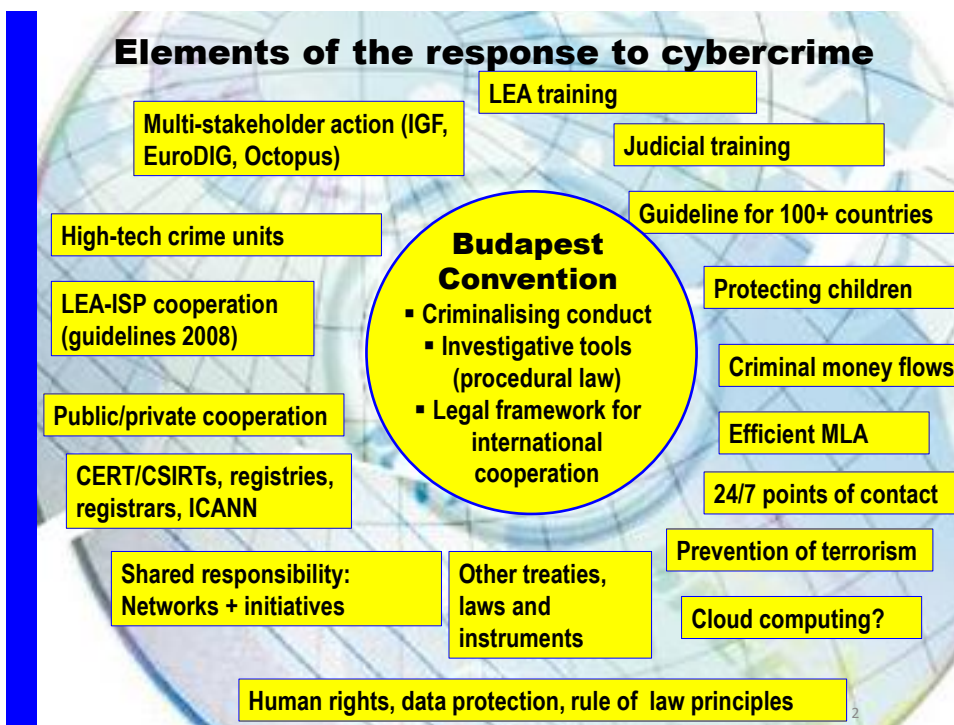 Elements of the response to cybercrime
LEA training
Multi-stakeholder action (IGF,
EuroDIG, Octopus)
Judicial training
Guideline for 100+ countries
High-tech crime units
Budapest
Convention
▪ Criminalising conduct
▪ Investigative tools
(procedural law)
▪ Legal framework for
international
cooperation
Protecting children
LEA-ISP cooperation
(guidelines 2008)
Criminal money flows
Public/private cooperation
Efficient MLA
CERT/CSIRTs, registries,
registrars, ICANN
24/7 points of contact
Prevention of terrorism
Shared responsibility:
Networks + initiatives
Other treaties,
laws and
instruments
Cloud computing?
Human rights, data protection, rule of law principles
2